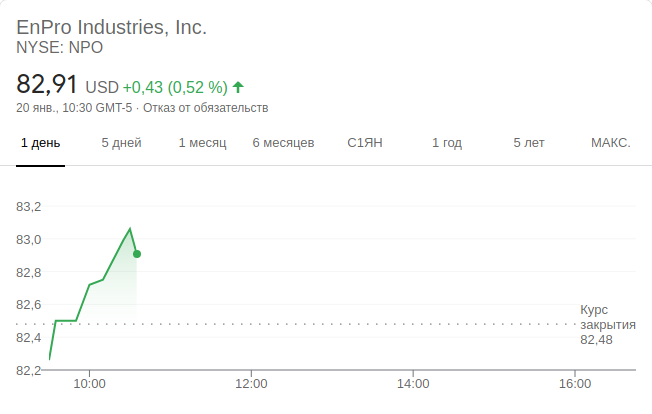 EnPro Industries, Inc.
NYSE: NPO
82,91 USD +0,43 (0,52 %)
20 янв., 10:30 GMT-5 · Отказ от обязательств
1 день 5 дней 1 месяц 6 месяцев С1ЯН 1 год 5 лет МАКС.
83,2
83,0
82,8
82,6
82,4
82,2
Курс
закрытия
82,48
10:00 12:00 14:00 16:00